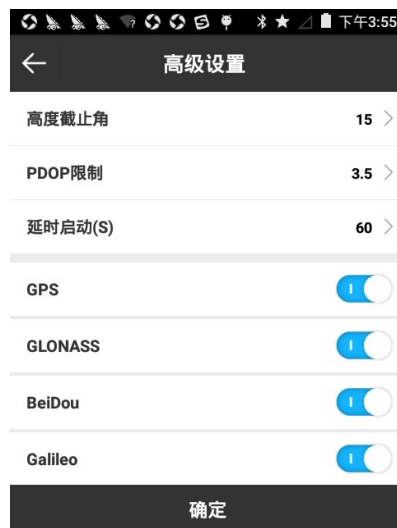 下午3:55
高级设置
高度截止角 15
PDOP限制 3.5
延时启动(S) 60
GPS
GLONASS
BeiDou
Galileo
确定